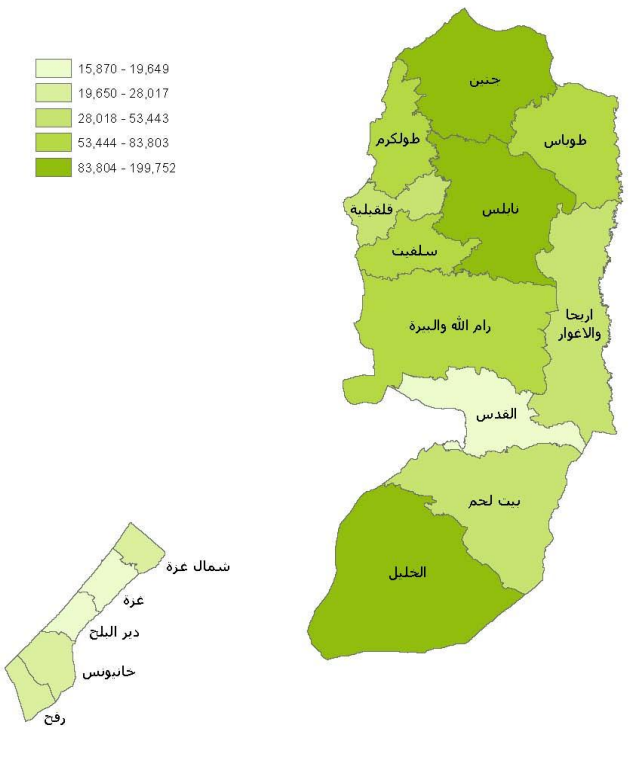 15,870 - 19,649
19,650 - 28,017
28,018 - 53,443
53,444 - 83,803
83,804 - 199,752
جنين
طولكرم
طوباس
قلقيلية
نابلس
سلفيت
اريحا
والاغوار
رام الله والبيرة
القدس
بيت لحم
الخليل
شمال غزة
غزة
دير البلح
خانيونس
رفح